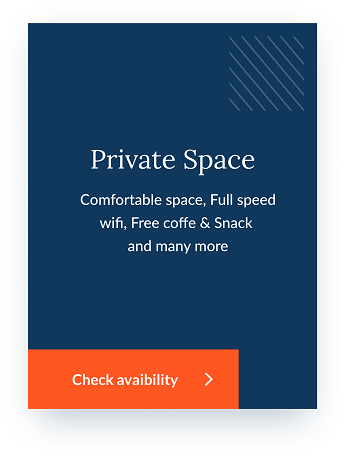 Private Space
Comfortable space, Full speed
wifi, Free coffe & Snack
and many more
Check avaibility